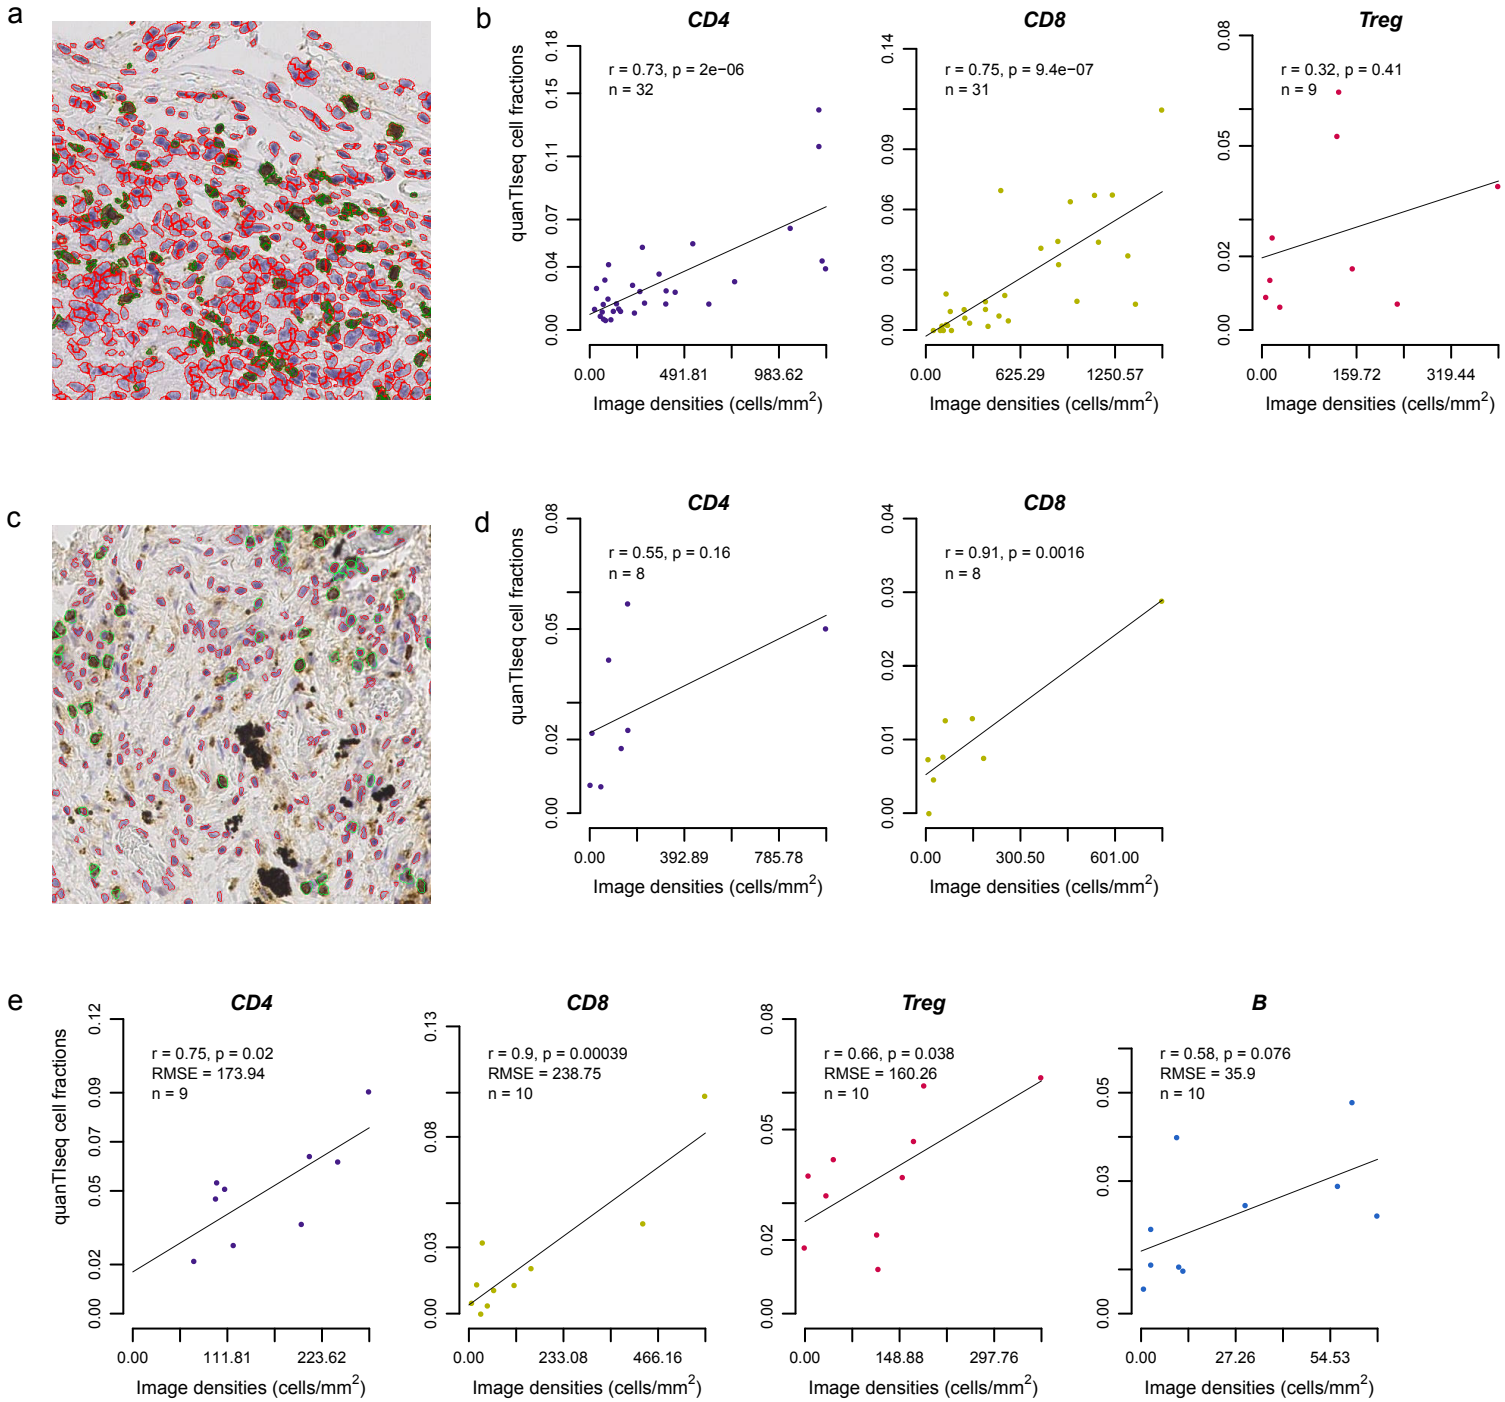 a
b
CD4
quanTIseq cell fractions
0.00 0.04 0.07 0.11 0.15 0.18
r = 0.73, p = 2e−06
n = 32
0.00 491.81 983.62
Image densities (cells/mm2)
CD8
0.00 0.03 0.06 0.09 0.14
r = 0.75, p = 9.4e−07
n = 31
0.00 625.29 1250.57
Image densities (cells/mm2)
Treg
0.00 0.02 0.05 0.08
r = 0.32, p = 0.41
n = 9
0.00 159.72 319.44
Image densities (cells/mm2)
c
d
CD4
quanTIseq cell fractions
0.00 0.02 0.05 0.08
r = 0.55, p = 0.16
n = 8
0.00 392.89 785.78
Image densities (cells/mm2)
CD8
0.00 0.01 0.02 0.03 0.04
r = 0.91, p = 0.0016
n = 8
0.00 300.50 601.00
Image densities (cells/mm2)
e
CD4
quanTIseq cell fractions
0.00 0.02 0.05 0.07 0.09 0.12
r = 0.75, p = 0.02
RMSE = 173.94
n = 9
0.00 111.81 223.62
Image densities (cells/mm2)
CD8
0.00 0.03 0.08 0.13
r = 0.9, p = 0.00039
RMSE = 238.75
n = 10
0.00 233.08 466.16
Image densities (cells/mm2)
Treg
0.00 0.02 0.05 0.08
r = 0.66, p = 0.038
RMSE = 160.26
n = 10
0.00 148.88 297.76
Image densities (cells/mm2)
B
0.00 0.03 0.05
r = 0.58, p = 0.076
RMSE = 35.9
n = 10
0.00 27.26 54.53
Image densities (cells/mm2)